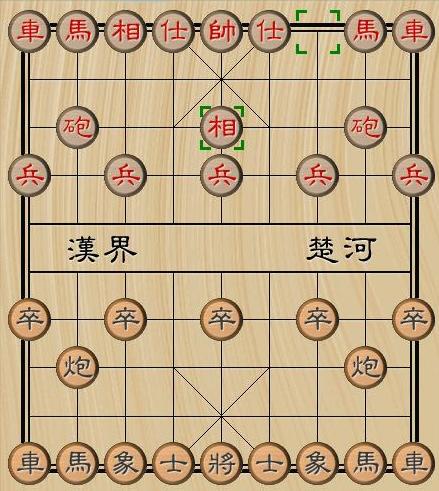 車馬相仕帥仕馬車
砲相砲
兵兵兵兵兵
漢界 楚河
卒卒卒卒卒
炮炮
車馬象士將士象馬車